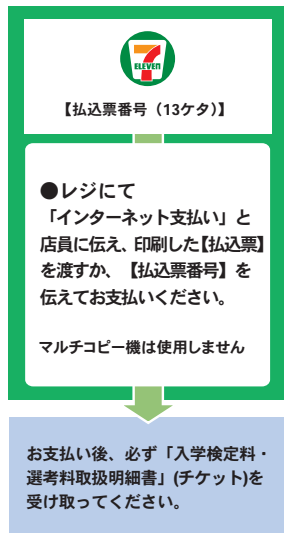 7
ELEVEN
【払込票番号（13ケタ）】
●レジにて
「インターネット支払い」と
店員に伝え、印刷した【払込票】
を渡すか、【払込票番号】を
伝えてお支払いください。
マルチコピー機は使用しません
お支払い後、必ず「入学検定料・
選考料取扱明細書」(チケット)を
受け取ってください。